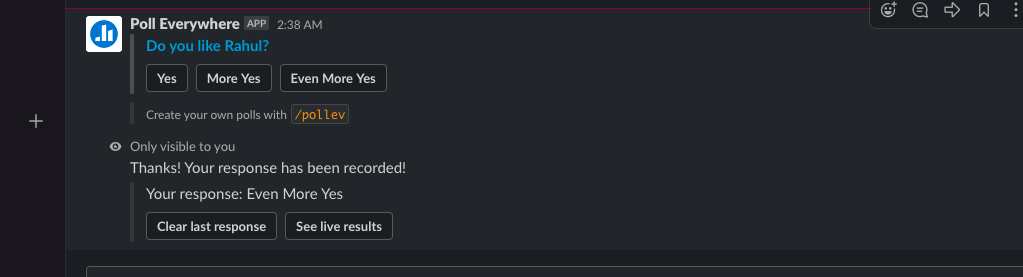 Poll Everywhere APP 2:38 AM
Do you like Rahul?
Yes More Yes Even More Yes
Create your own polls with /pollev
Only visible to you
Thanks! Your response has been recorded!
Your response: Even More Yes
Clear last response See live results